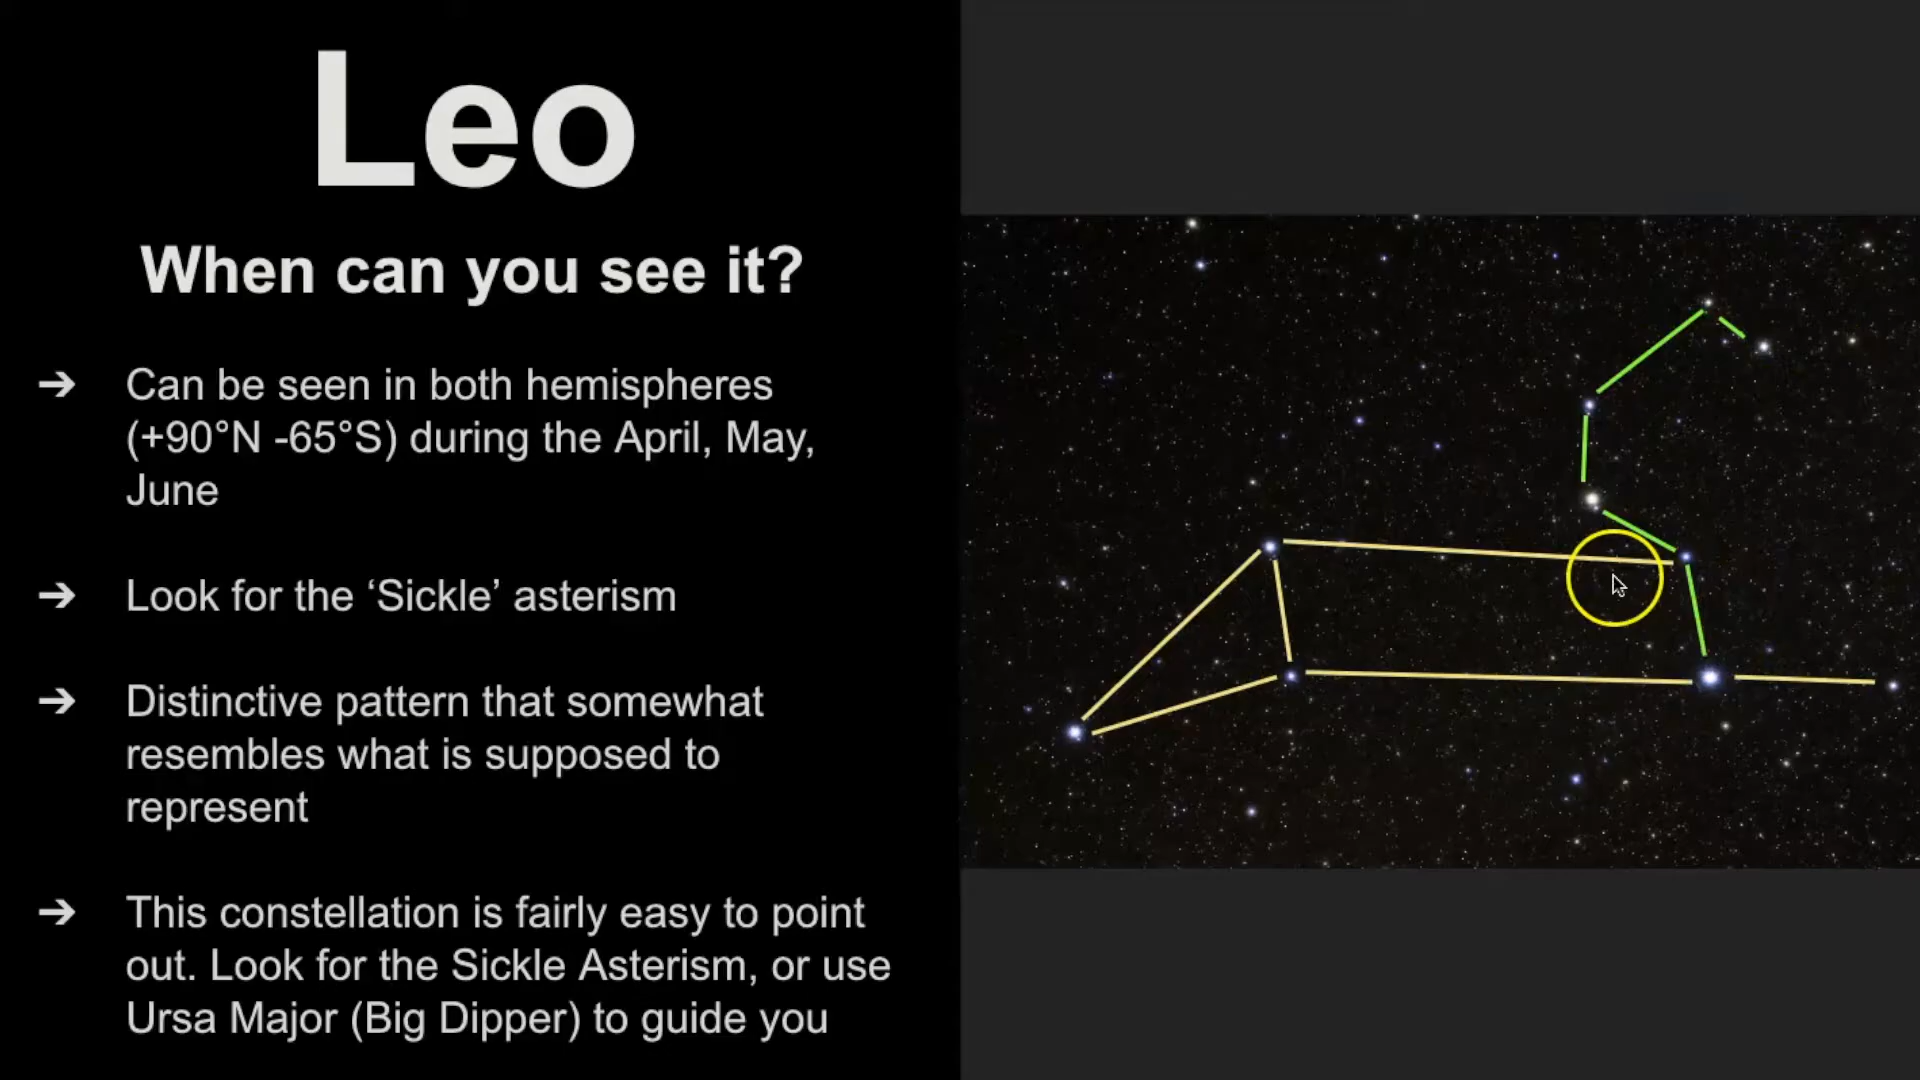 Leo
When can you see it?
➔ Can be seen in both hemispheres
(+90°N -65°S) during the April, May,
June
➔ Look for the ‘Sickle’ asterism
➔ Distinctive pattern that somewhat
resembles what is supposed to
represent
➔ This constellation is fairly easy to point
out. Look for the Sickle Asterism, or use
Ursa Major (Big Dipper) to guide you